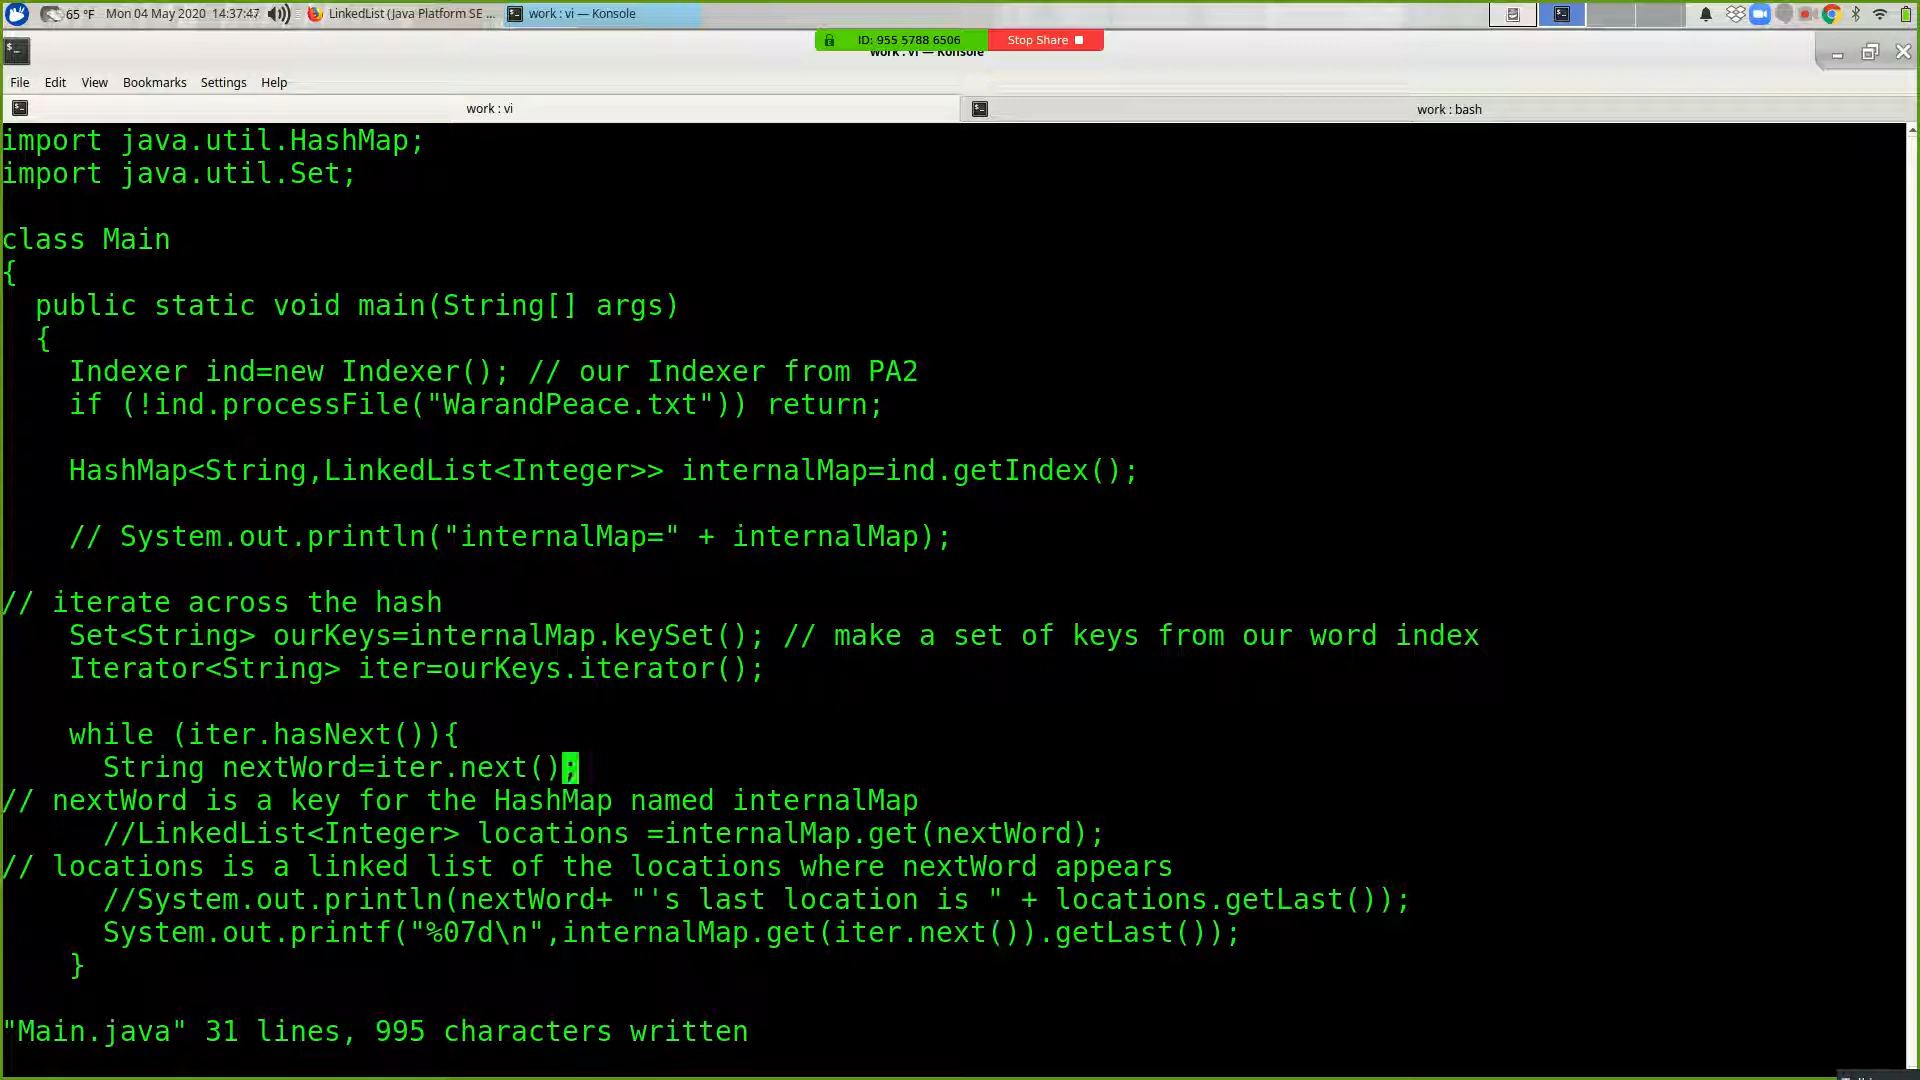 65 °F Mon 04 May 2020 14:37:47 LinkedList (Java Platform SE ... work : vi — Konsole
ID: 955 5788 6506 Stop Share
work : vi — Konsole
File Edit View Bookmarks Settings Help
work : vi work : bash
import java.util.HashMap;
import java.util.Set;
class Main
{
public static void main(String[] args)
{
Indexer ind=new Indexer(); // our Indexer from PA2
if (!ind.processFile("WarandPeace.txt")) return;
HashMap<String,LinkedList<Integer>> internalMap=ind.getIndex();
// System.out.println("internalMap=" + internalMap);
// iterate across the hash
Set<String> ourKeys=internalMap.keySet(); // make a set of keys from our word index
Iterator<String> iter=ourKeys.iterator();
while (iter.hasNext()){
String nextWord=iter.next();
// nextWord is a key for the HashMap named internalMap
//LinkedList<Integer> locations =internalMap.get(nextWord);
// locations is a linked list of the locations where nextWord appears
//System.out.println(nextWord+ "'s last location is " + locations.getLast());
System.out.printf("%07d\n",internalMap.get(iter.next()).getLast());
}
"Main.java" 31 lines, 995 characters written